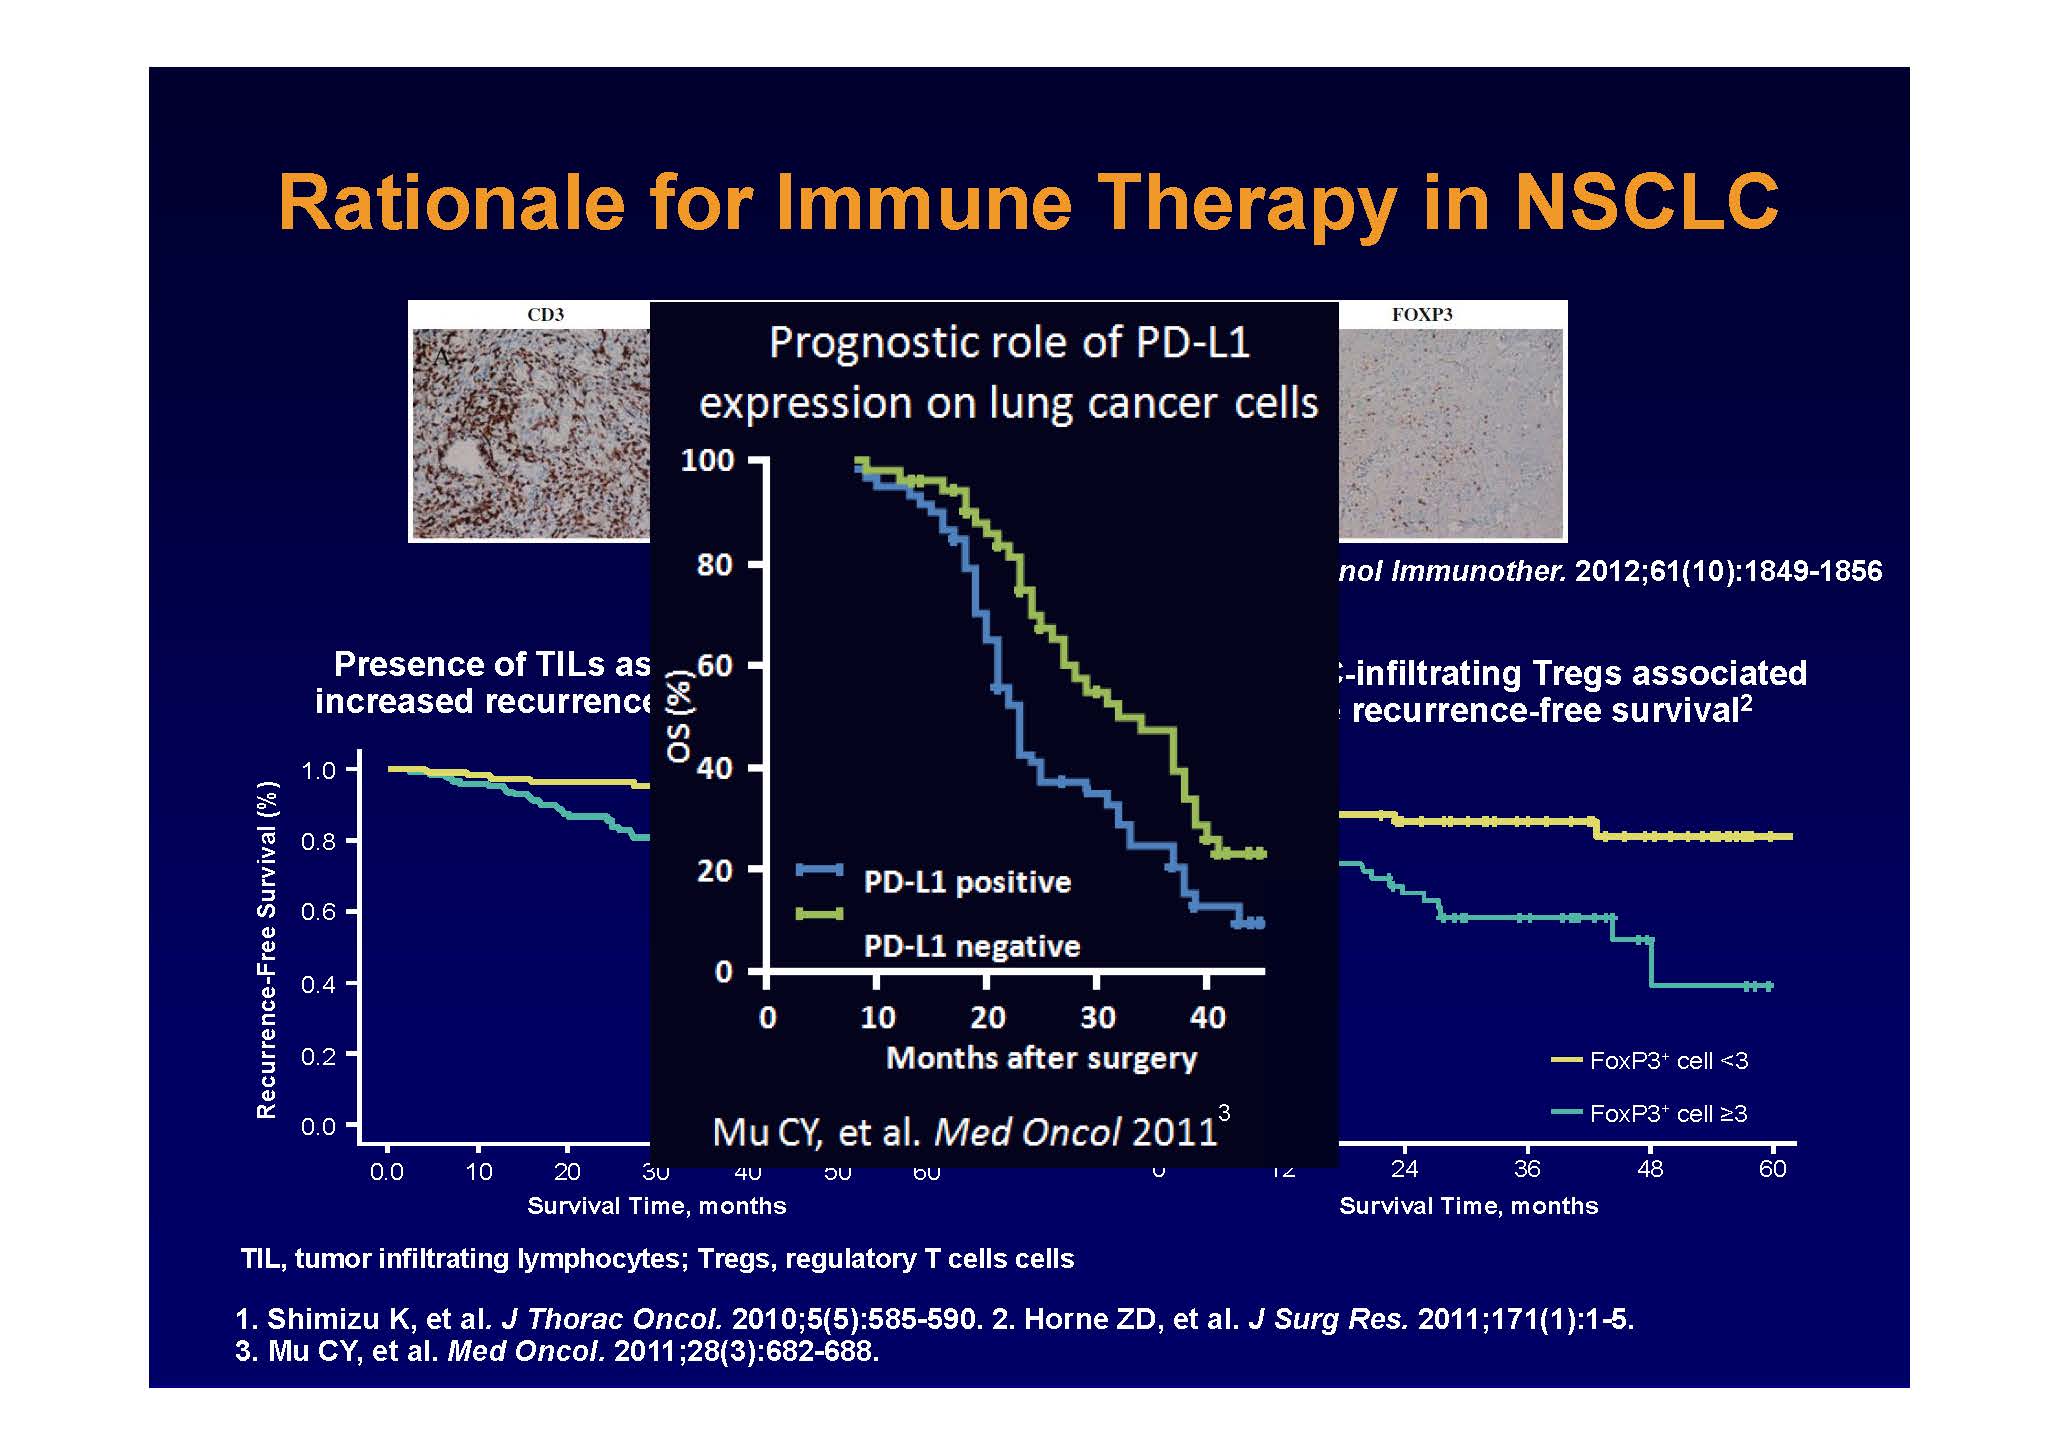 Rationale for Immune Therapy in NSCLC
CD3
FOXP3
A
Prognostic role of PD-L1
expression on lung cancer cells
100
80
60
40
20
0
OS (%)
PD-L1 positive
PD-L1 negative
0 10 20 30 40
Months after surgery
Mu CY, et al. Med Oncol 2011³
nol Immunother. 2012;61(10):1849-1856
Presence of TILs as
increased recurrence
-infiltrating Tregs associated
recurrence-free survival²
Recurrence-Free Survival (%)
1.0
0.8
0.6
0.4
0.2
0.0
0.0 10 20 30 40 50 60
Survival Time, months
FoxP3⁺ cell <3
FoxP3⁺ cell ≥3
0 12 24 36 48 60
Survival Time, months
TIL, tumor infiltrating lymphocytes; Tregs, regulatory T cells cells
1. Shimizu K, et al. J Thorac Oncol. 2010;5(5):585-590. 2. Horne ZD, et al. J Surg Res. 2011;171(1):1-5.
3. Mu CY, et al. Med Oncol. 2011;28(3):682-688.